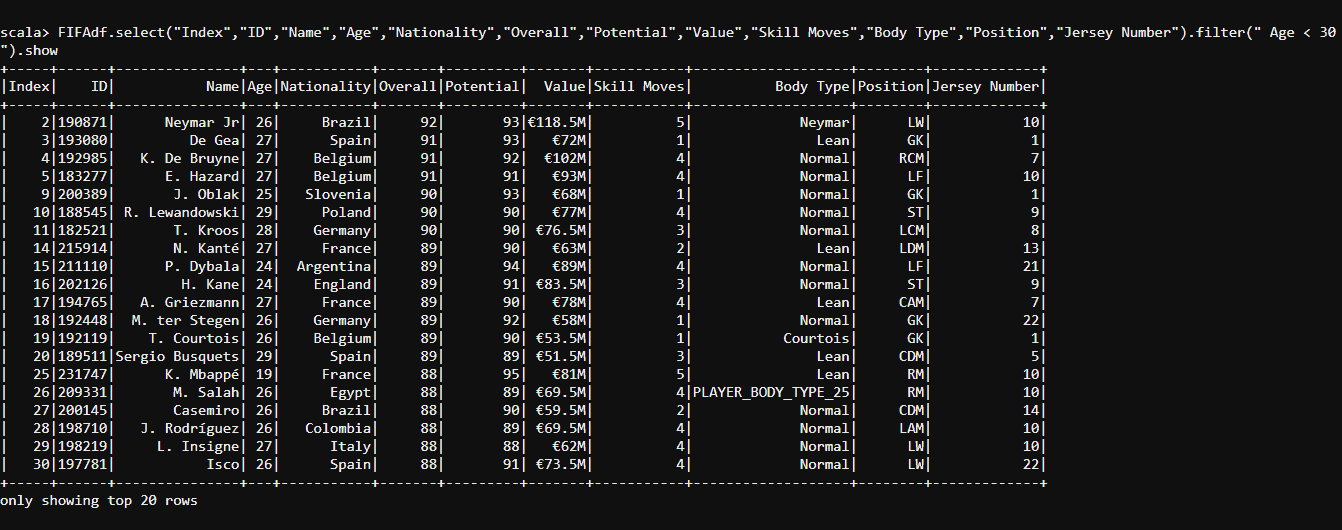 scala> FIFAdf.select("Index","ID","Name","Age","Nationality","Overall","Potential","Value","Skill Moves","Body Type","Position","Jersey Number").filter(" Age < 30
").show
+-----+------+---------------+---+-----------+-------+---------+-------+-----------+-------------------+--------+-------------+
|Index|    ID|           Name|Age|Nationality|Overall|Potential|  Value|Skill Moves|          Body Type|Position|Jersey Number|
+-----+------+---------------+---+-----------+-------+---------+-------+-----------+-------------------+--------+-------------+
|    2|190871|      Neymar Jr| 26|     Brazil|     92|       93|€118.5M|          5|             Neymar|      LW|           10|
|    3|193080|         De Gea| 27|      Spain|     91|       93|   €72M|          1|               Lean|      GK|            1|
|    4|192985|   K. De Bruyne| 27|    Belgium|     91|       92|  €102M|          4|             Normal|     RCM|            7|
|    5|183277|      E. Hazard| 27|    Belgium|     91|       91|   €93M|          4|             Normal|      LF|           10|
|    9|200389|       J. Oblak| 25|   Slovenia|     90|       93|   €68M|          1|             Normal|      GK|            1|
|   10|188545| R. Lewandowski| 29|     Poland|     90|       90|   €77M|          4|             Normal|      ST|            9|
|   11|182521|       T. Kroos| 28|    Germany|     90|       90| €76.5M|          3|             Normal|     LCM|            8|
|   14|215914|       N. Kanté| 27|     France|     89|       90|   €63M|          2|               Lean|     LDM|           13|
|   15|211110|      P. Dybala| 24|  Argentina|     89|       94|   €89M|          4|             Normal|      LF|           21|
|   16|202126|        H. Kane| 24|    England|     89|       91| €83.5M|          3|             Normal|      ST|            9|
|   17|194765|   A. Griezmann| 27|     France|     89|       90|   €78M|          4|               Lean|     CAM|            7|
|   18|192448|  M. ter Stegen| 26|    Germany|     89|       92|   €58M|          1|             Normal|      GK|           22|
|   19|192119|    T. Courtois| 26|    Belgium|     89|       90| €53.5M|          1|           Courtois|      GK|            1|
|   20|189511|Sergio Busquets| 29|      Spain|     89|       89| €51.5M|          3|               Lean|     CDM|            5|
|   25|231747|      K. Mbappé| 19|     France|     88|       95|   €81M|          5|               Lean|      RM|           10|
|   26|209331|       M. Salah| 26|      Egypt|     88|       89| €69.5M|          4|PLAYER_BODY_TYPE_25|      RM|           10|
|   27|200145|       Casemiro| 26|     Brazil|     88|       90| €59.5M|          2|             Normal|     CDM|           14|
|   28|198710|   J. Rodríguez| 26|   Colombia|     88|       89| €69.5M|          4|             Normal|     LAM|           10|
|   29|198219|     L. Insigne| 27|      Italy|     88|       88|   €62M|          4|             Normal|      LW|           10|
|   30|197781|           Isco| 26|      Spain|     88|       91| €73.5M|          4|             Normal|      LW|           22|
+-----+------+---------------+---+-----------+-------+---------+-------+-----------+-------------------+--------+-------------+
only showing top 20 rows